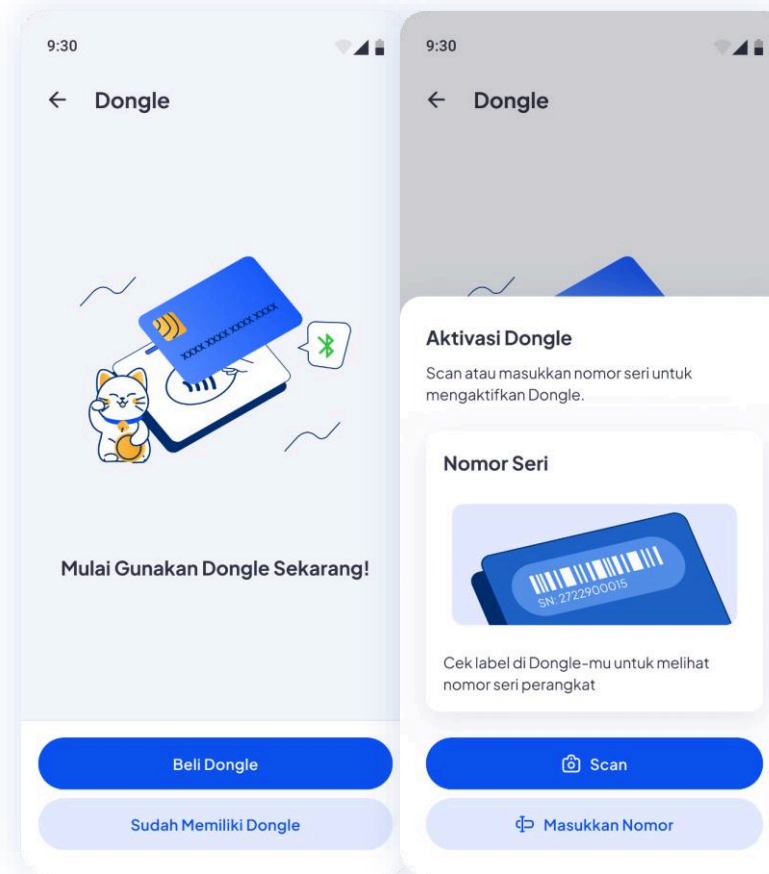 9:30
Dongle
XXXX XXXX XXXX XXXX
Mulai Gunakan Dongle Sekarang!
Beli Dongle
Sudah Memiliki Dongle
9:30
Dongle
Aktivasi Dongle
Scan atau masukkan nomor seri untuk
mengaktifkan Dongle.
Nomor Seri
SN: 2722900015
Cek label di Dongle-mu untuk melihat
nomor seri perangkat
Scan
Masukkan Nomor